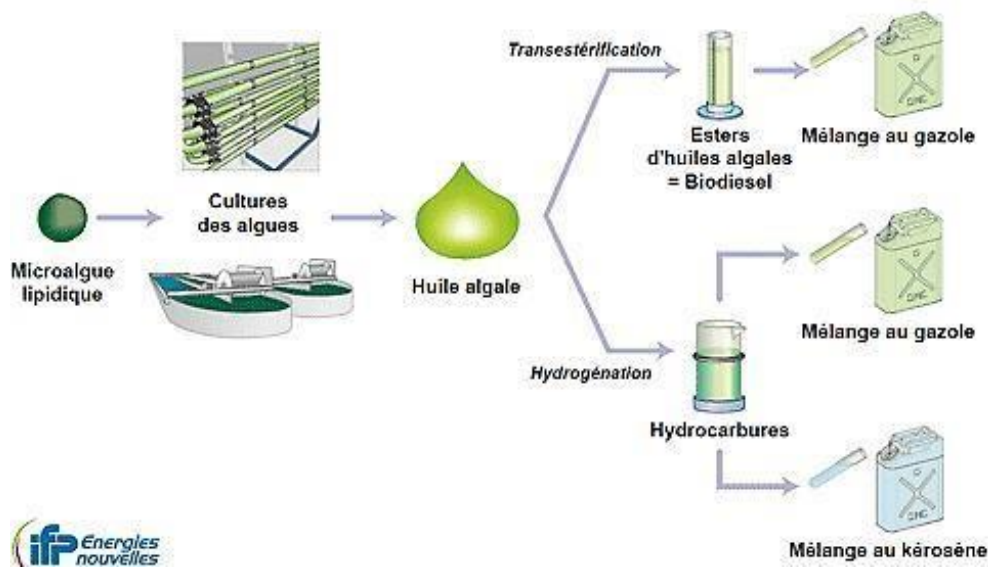 Microalgue
lipidique
Cultures
des algues
Huile algale
Transestérification
Esters
d'huiles algales
= Biodiesel
Mélange au gazole
Hydrogénation
Hydrocarbures
Mélange au gazole
Mélange au kérosène
ifp Energies
nouvelles